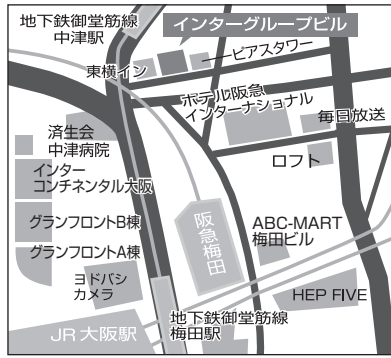 地下鉄御堂筋線
中津駅
インターグループビル
東横イン
ピアスタワー
ホテル阪急
インターナショナル
毎日放送
済生会
中津病院
ロフト
インター
コンチネンタル大阪
グランフロントB棟
阪急梅田
ABC-MART
梅田ビル
グランフロントA棟
ヨドバシ
カメラ
HEP FIVE
地下鉄御堂筋線
梅田駅
JR大阪駅